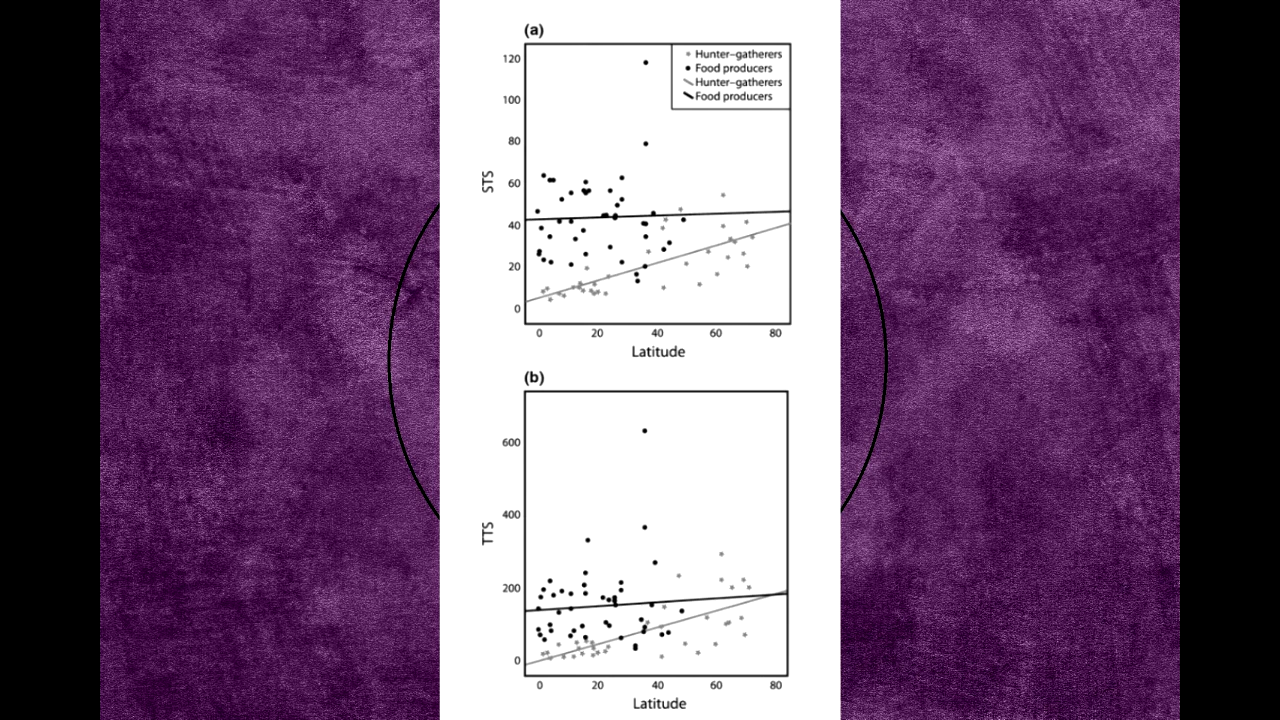 (a)
120
100
80
60
40
20
0
STS
Hunter–gatherers
Food producers
Hunter–gatherers
Food producers
0 20 40 60 80
Latitude
(b)
600
400
200
0
TTS
0 20 40 60 80
Latitude